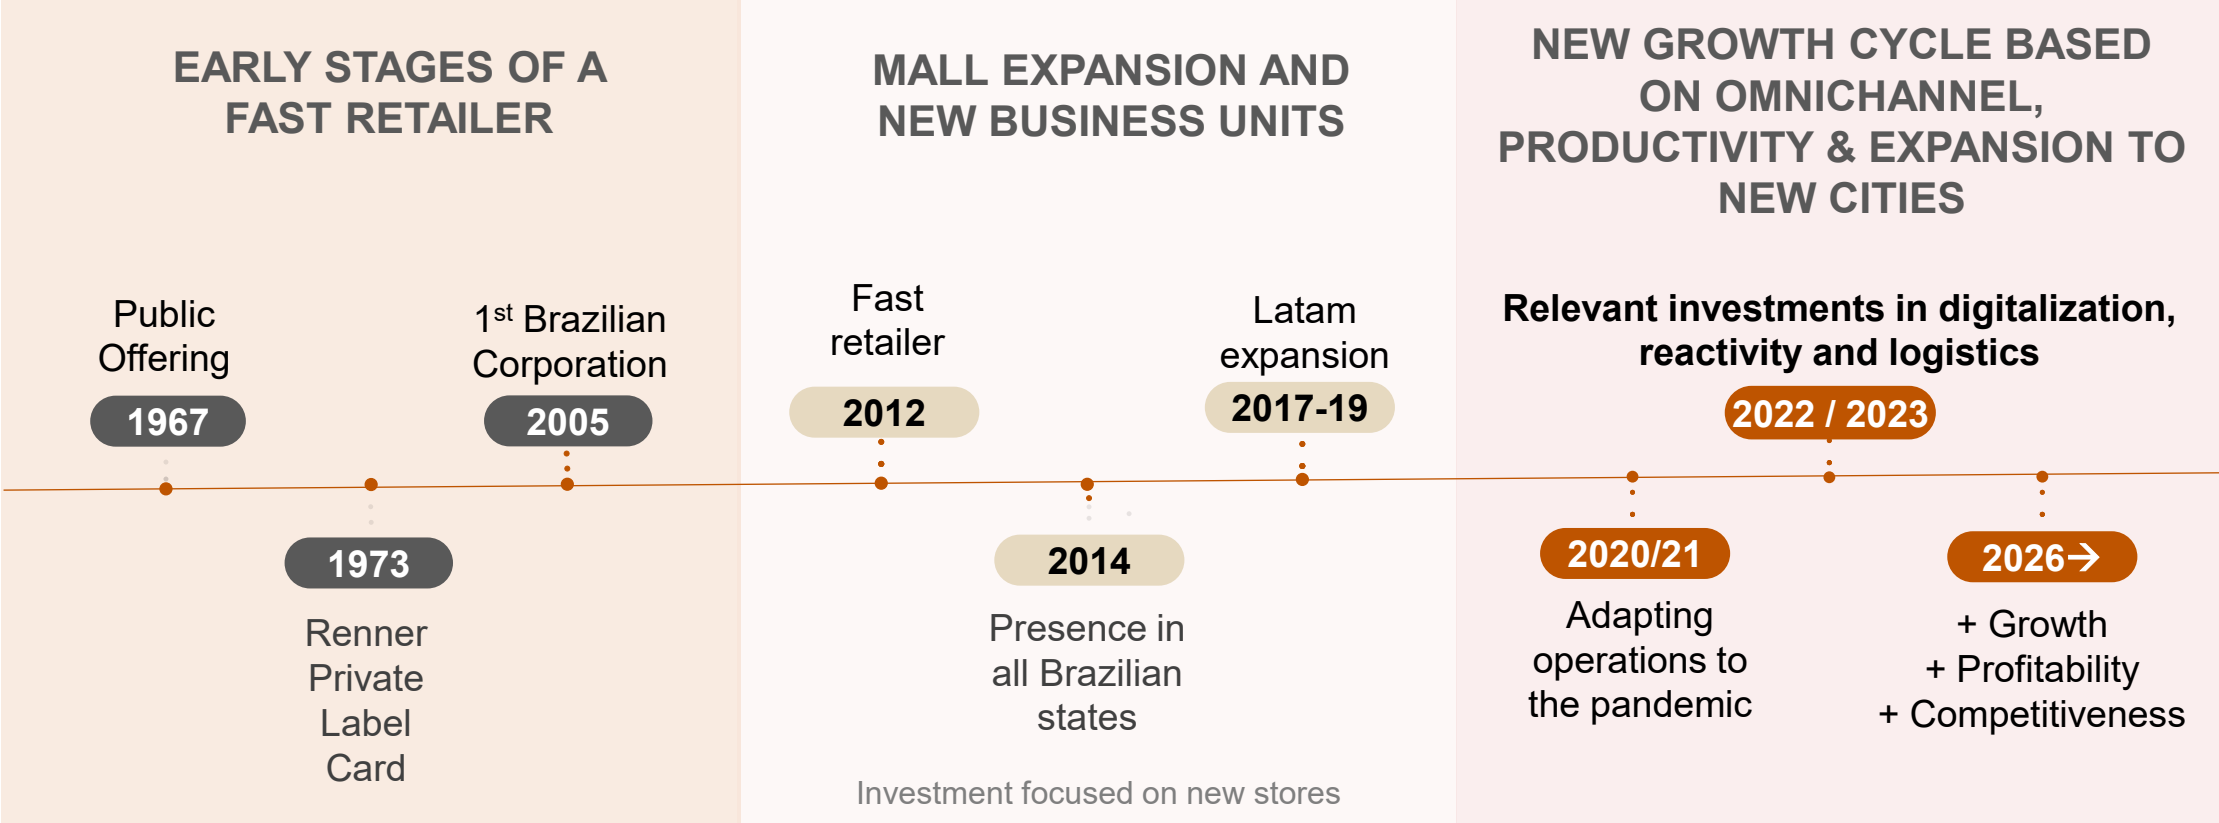 EARLY STAGES OF A
FAST RETAILER
Public
Offering
1967
1st Brazilian
Corporation
2005
1973
Renner
Private
Label
Card
MALL EXPANSION AND
NEW BUSINESS UNITS
Fast
retailer
2012
Latam
expansion
2017-19
2014
Presence in
all Brazilian
states
Investment focused on new stores
NEW GROWTH CYCLE BASED
ON OMNICHANNEL,
PRODUCTIVITY & EXPANSION TO
NEW CITIES
Relevant investments in digitalization,
reactivity and logistics
2022 / 2023
2020/21
Adapting
operations to
the pandemic
2026→
+ Growth
+ Profitability
+ Competitiveness